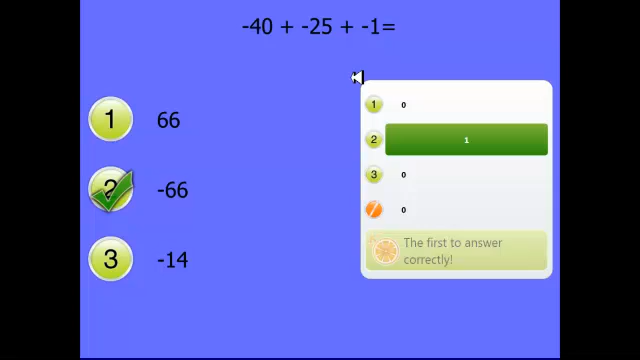 -40 + -25 + -1=
1 66
2 -66
3 -14
1 0
2 1
3 0
0
The first to answer
correctly!